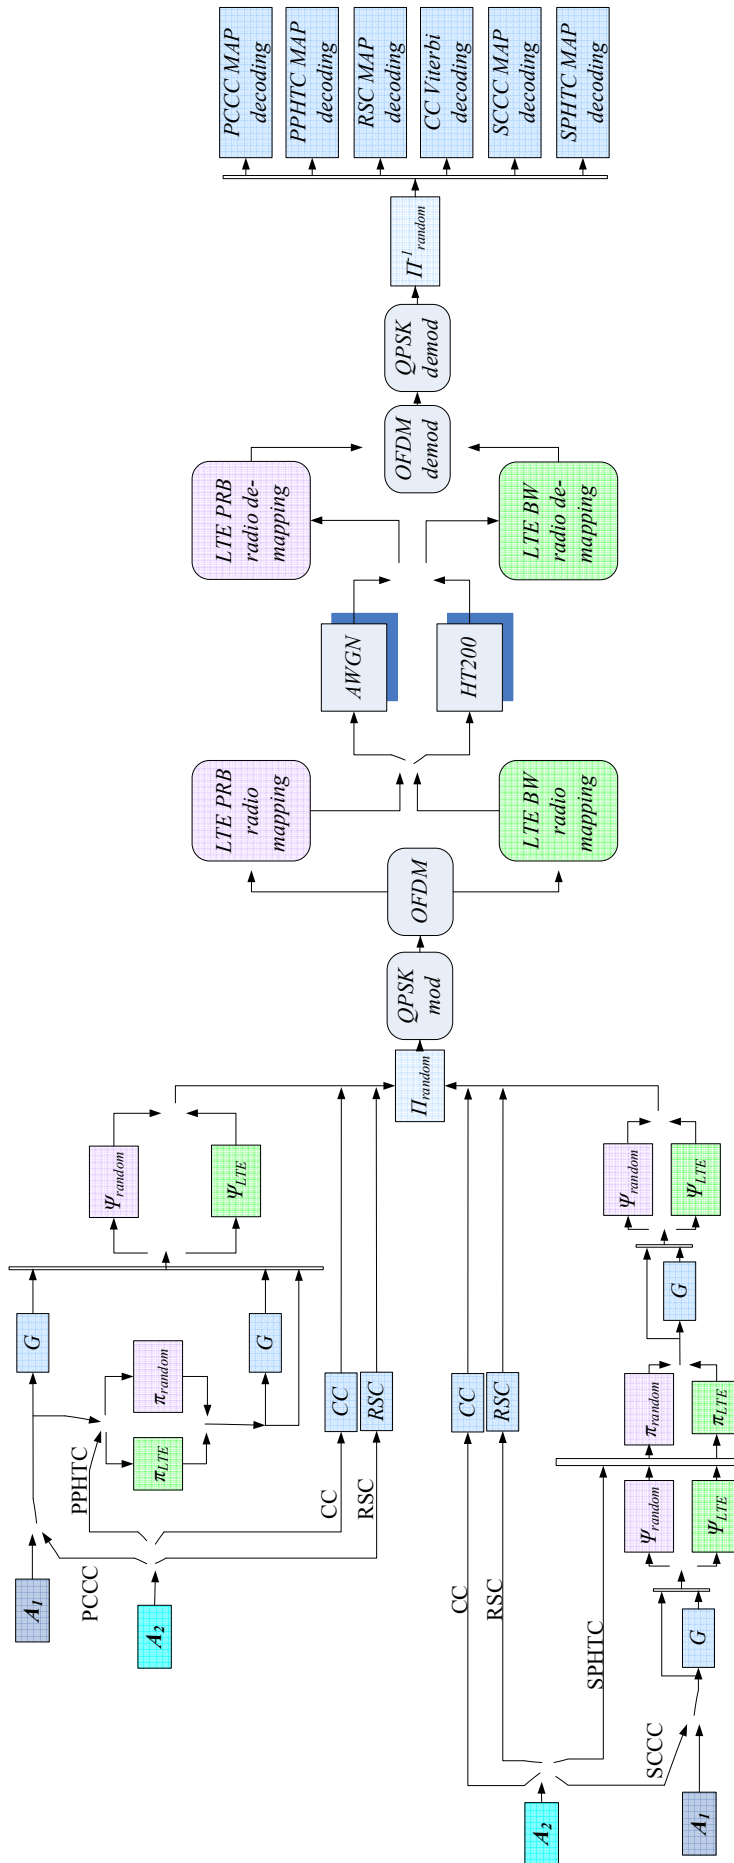 PCCC MAP
decoding
PPHTC MAP
decoding
RSC MAP
decoding
CC Viterbi
decoding
SCCC MAP
decoding
SPHTC MAP
decoding
Π⁻¹random
QPSK
demod
OFDM
demod
LTE PRB
radio de-
mapping
LTE BW
radio de-
mapping
AWGN
HT200
LTE PRB
radio
mapping
LTE BW
radio
mapping
OFDM
QPSK
mod
Πrandom
Ψrandom
ΨLTE
G
G
πrandom
πLTE
CC
RSC
PPHTC
PCCC
CC
RSC
A1
A2
Ψrandom
ΨLTE
G
πrandom
πLTE
Ψrandom
ΨLTE
G
CC
RSC
CC
RSC
SPHTC
SCCC
A2
A1